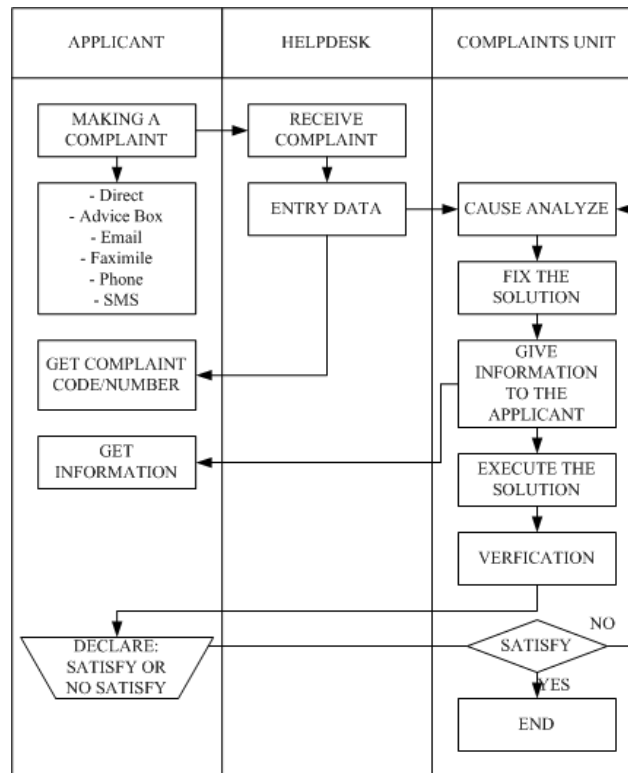 APPLICANT
HELPDESK
COMPLAINTS UNIT
MAKING A
COMPLAINT
RECEIVE
COMPLAINT
- Direct
- Advice Box
- Email
- Faximile
- Phone
- SMS
ENTRY DATA
CAUSE ANALYZE
FIX THE
SOLUTION
GET COMPLAINT
CODE/NUMBER
GIVE
INFORMATION
TO THE
APPLICANT
GET
INFORMATION
EXECUTE THE
SOLUTION
VERFICATION
DECLARE:
SATISFY OR
NO SATISFY
SATISFY
NO
YES
END